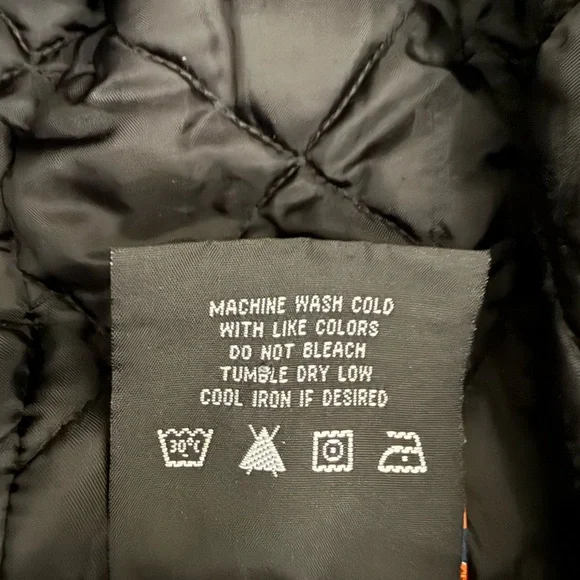 MACHINE WASH COLD
WITH LIKE COLORS
DO NOT BLEACH
TUMBLE DRY LOW
COOL IRON IF DESIRED
30°C